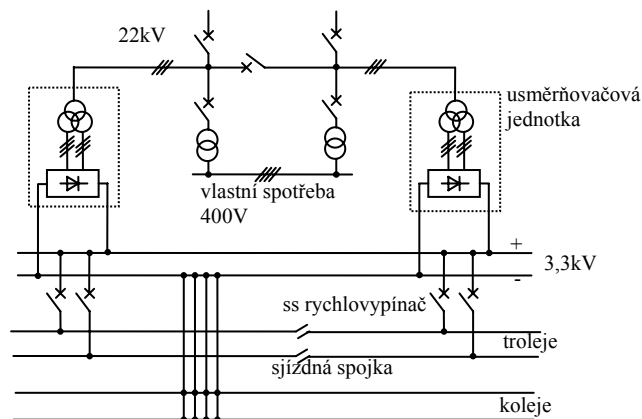 22kV
usměrňovačová
jednotka
vlastní spotřeba
400V
+
3,3kV
-
ss rychlovypínač
troleje
sjízdná spojka
koleje